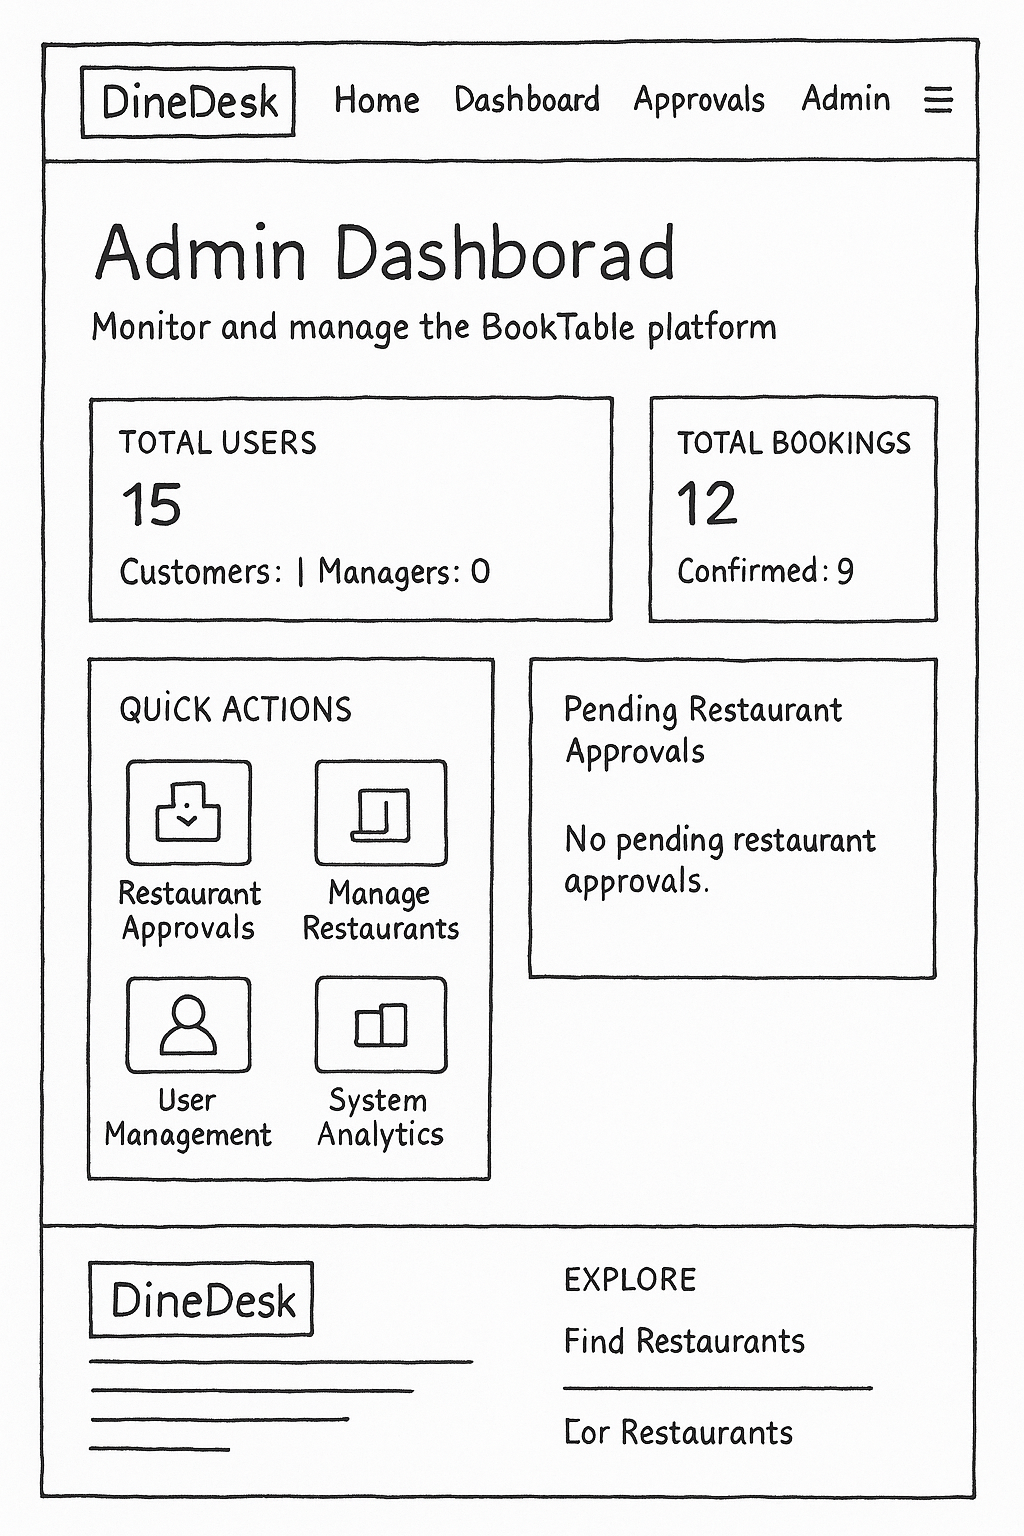 DineDesk Home Dashboard Approvals Admin
Admin Dashborad
Monitor and manage the BookTable platform
TOTAL USERS
15
Customers: | Managers: 0
TOTAL BOOKINGS
12
Confirmed: 9
QUiCK ACTIONS
Restaurant
Approvals
Manage
Restaurants
User
Management
System
Analytics
Pending Restaurant
Approvals
No pending restaurant
approvals.
DineDesk
EXPLORE
Find Restaurants
For Restaurants